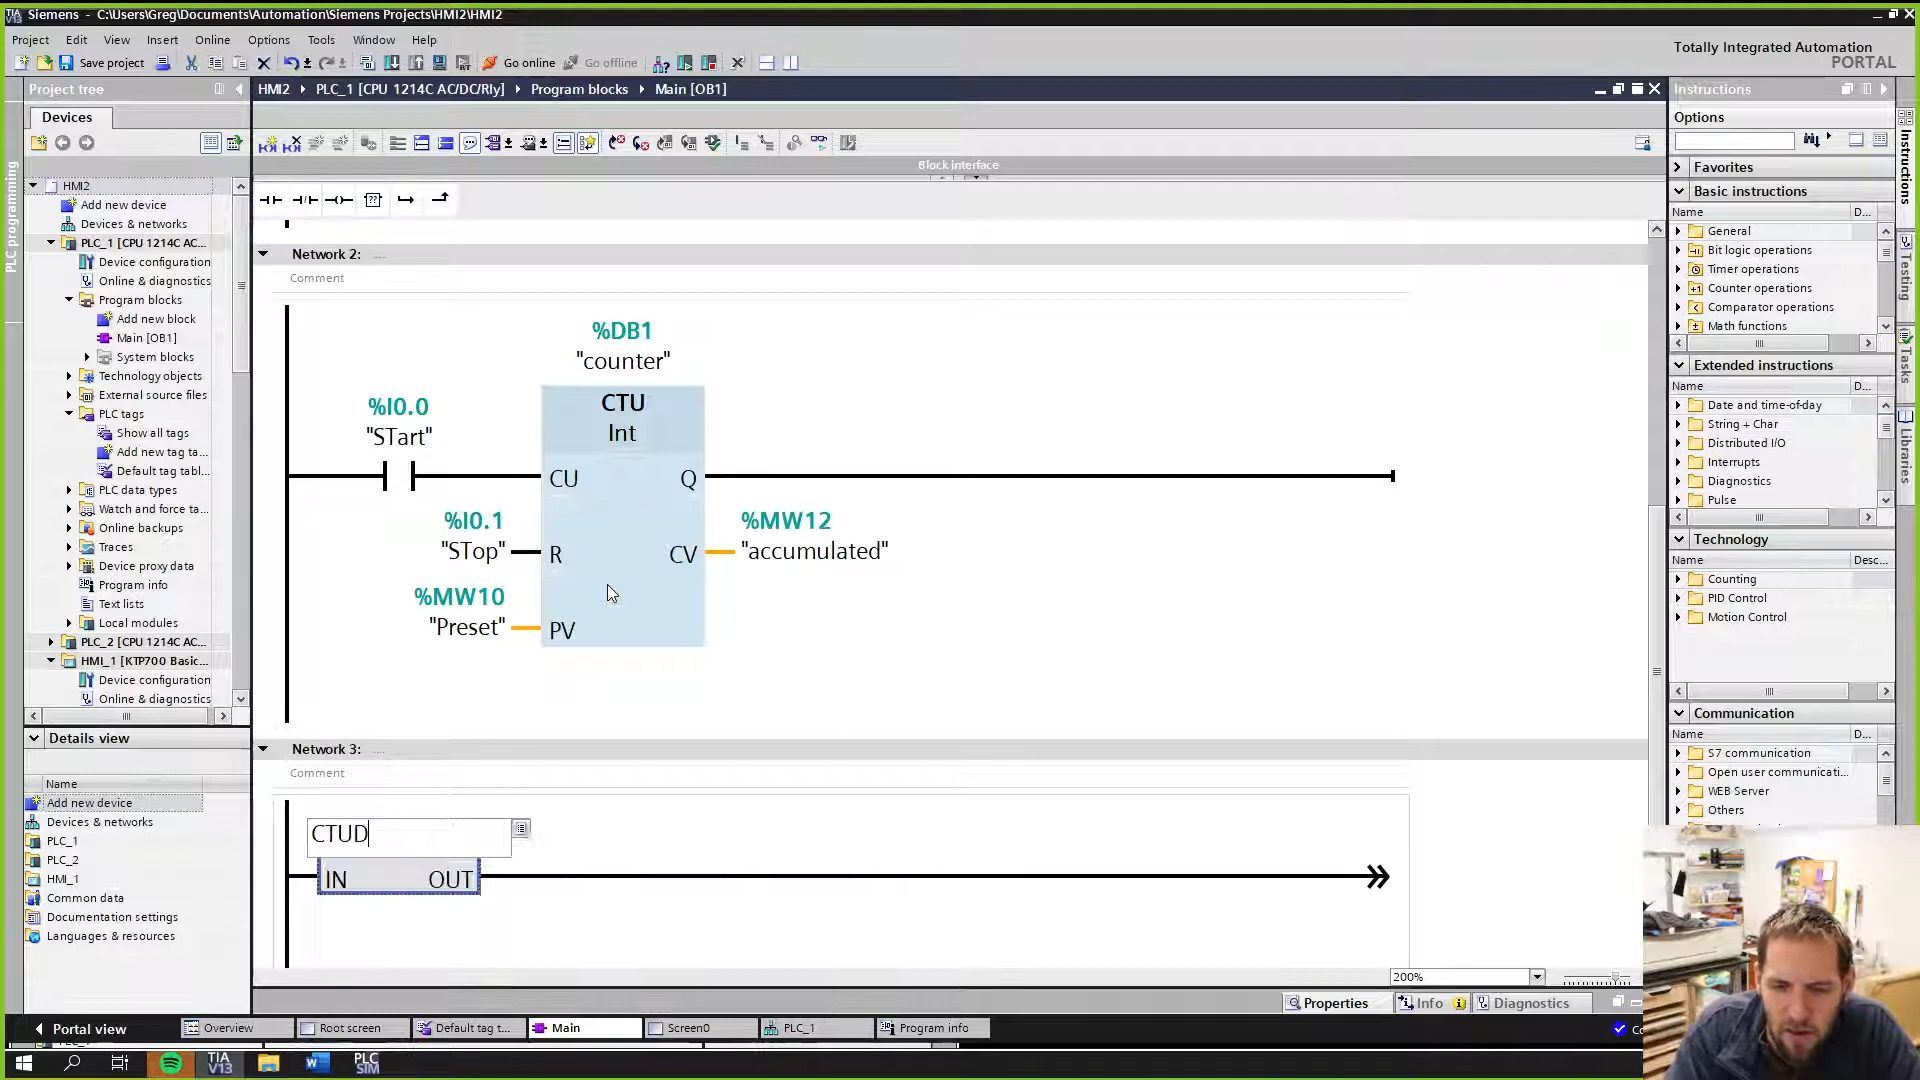 TIA V13 Siemens - C:\Users\Greg\Documents\Automation\Siemens Projects\HMI2\HMI2
Project Edit View Insert Online Options Tools Window Help
Totally Integrated Automation
PORTAL
Save project Go online Go offline
Project tree
HMI2 PLC_1 [CPU 1214C AC/DC/Rly] Program blocks Main [OB1]
Instructions
Devices
Options
Block interface
PLC programming
HMI2
Add new device
Devices & networks
PLC_1 [CPU 1214C AC...
Device configuration
Online & diagnostics
Program blocks
Add new block
Main [OB1]
System blocks
Technology objects
External source files
PLC tags
Show all tags
Add new tag ta...
Default tag tabl...
PLC data types
Watch and force ta...
Online backups
Traces
Device proxy data
Program info
Text lists
Local modules
PLC_2 [CPU 1214C AC...
HMI_1 [KTP700 Basic...
Device configuration
Online & diagnostics
Details view
Name
Add new device
Devices & networks
PLC_1
PLC_2
HMI_1
Common data
Documentation settings
Languages & resources
Network 2: ....
Comment
%DB1
"counter"
CTU
Int
%I0.0
"STart"
CU Q
%I0.1
"STop" R
CV
%MW12
"accumulated"
%MW10
"Preset" PV
Network 3: ....
Comment
CTUD
IN OUT
200%
Properties Info Diagnostics
Favorites
Basic instructions
Name D...
General
Bit logic operations
Timer operations
Counter operations
Comparator operations
Math functions
Extended instructions
Name D...
Date and time-of-day
String + Char
Distributed I/O
Interrupts
Diagnostics
Pulse
Technology
Name Desc...
Counting
PID Control
Motion Control
Communication
Name D...
S7 communication
Open user communicati...
WEB Server
Others
Instructions
Testing
Tasks
Libraries
Portal view Overview Root screen Default tag t... Main Screen0 PLC_1 Program info
TIA V13
W
PLC SIM